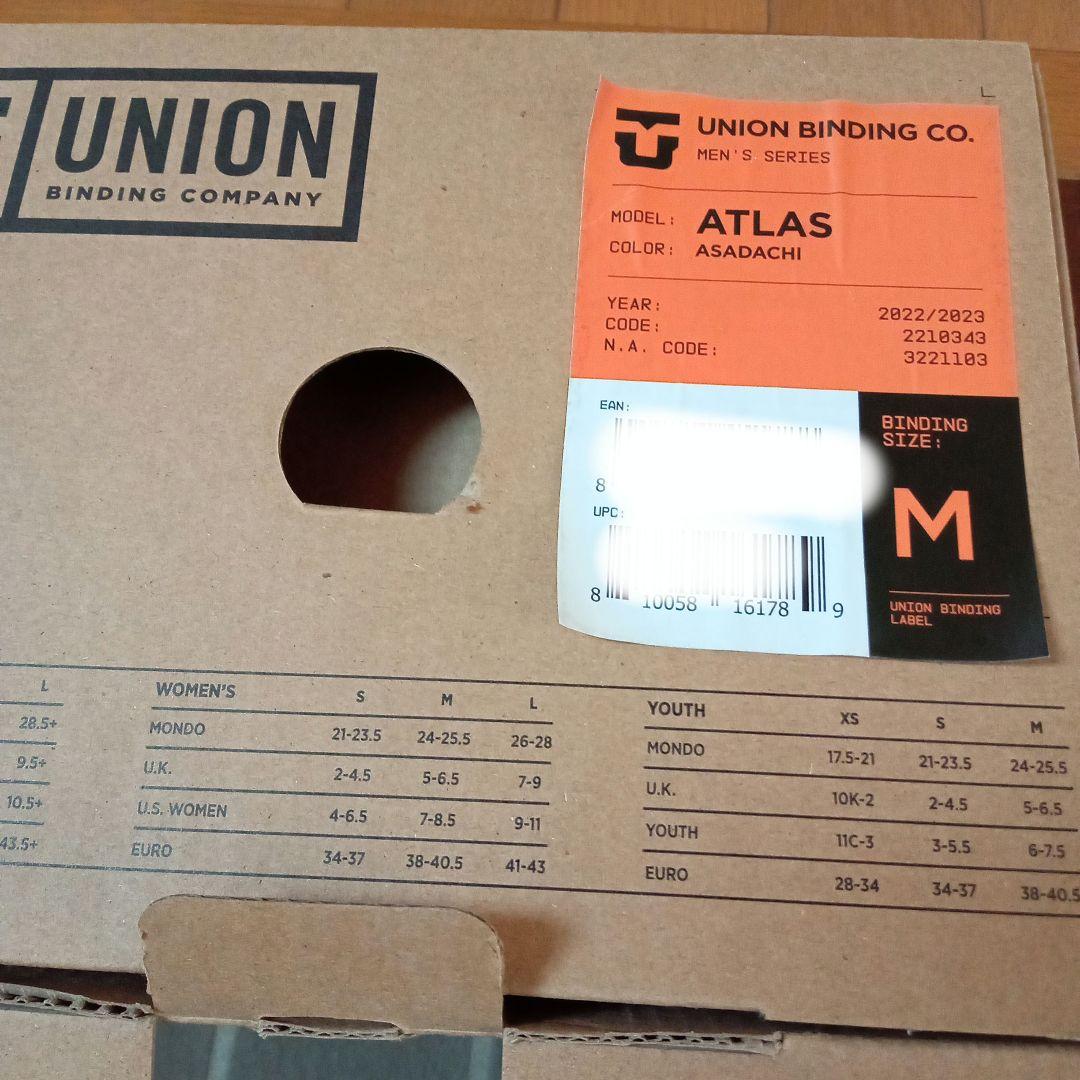 UNION
BINDING COMPANY
UNION BINDING CO.
MEN'S SERIES
MODEL: ATLAS
COLOR: ASADACHI
YEAR: 2022/2023
CODE: 2210343
N.A. CODE: 3221103
EAN:
8
UPC:
8 10058 16178 9
BINDING
SIZE:
M
UNION BINDING
LABEL
L
28.5+
9.5+
10.5+
43.5+
WOMEN'S S M L
MONDO 21-23.5 24-25.5 26-28
U.K. 2-4.5 5-6.5 7-9
U.S. WOMEN 4-6.5 7-8.5 9-11
EURO 34-37 38-40.5 41-43
YOUTH XS S M
MONDO 17.5-21 21-23.5 24-25.5
U.K. 10K-2 2-4.5 5-6.5
YOUTH 11C-3 3-5.5 6-7.5
EURO 28-34 34-37 38-40.5